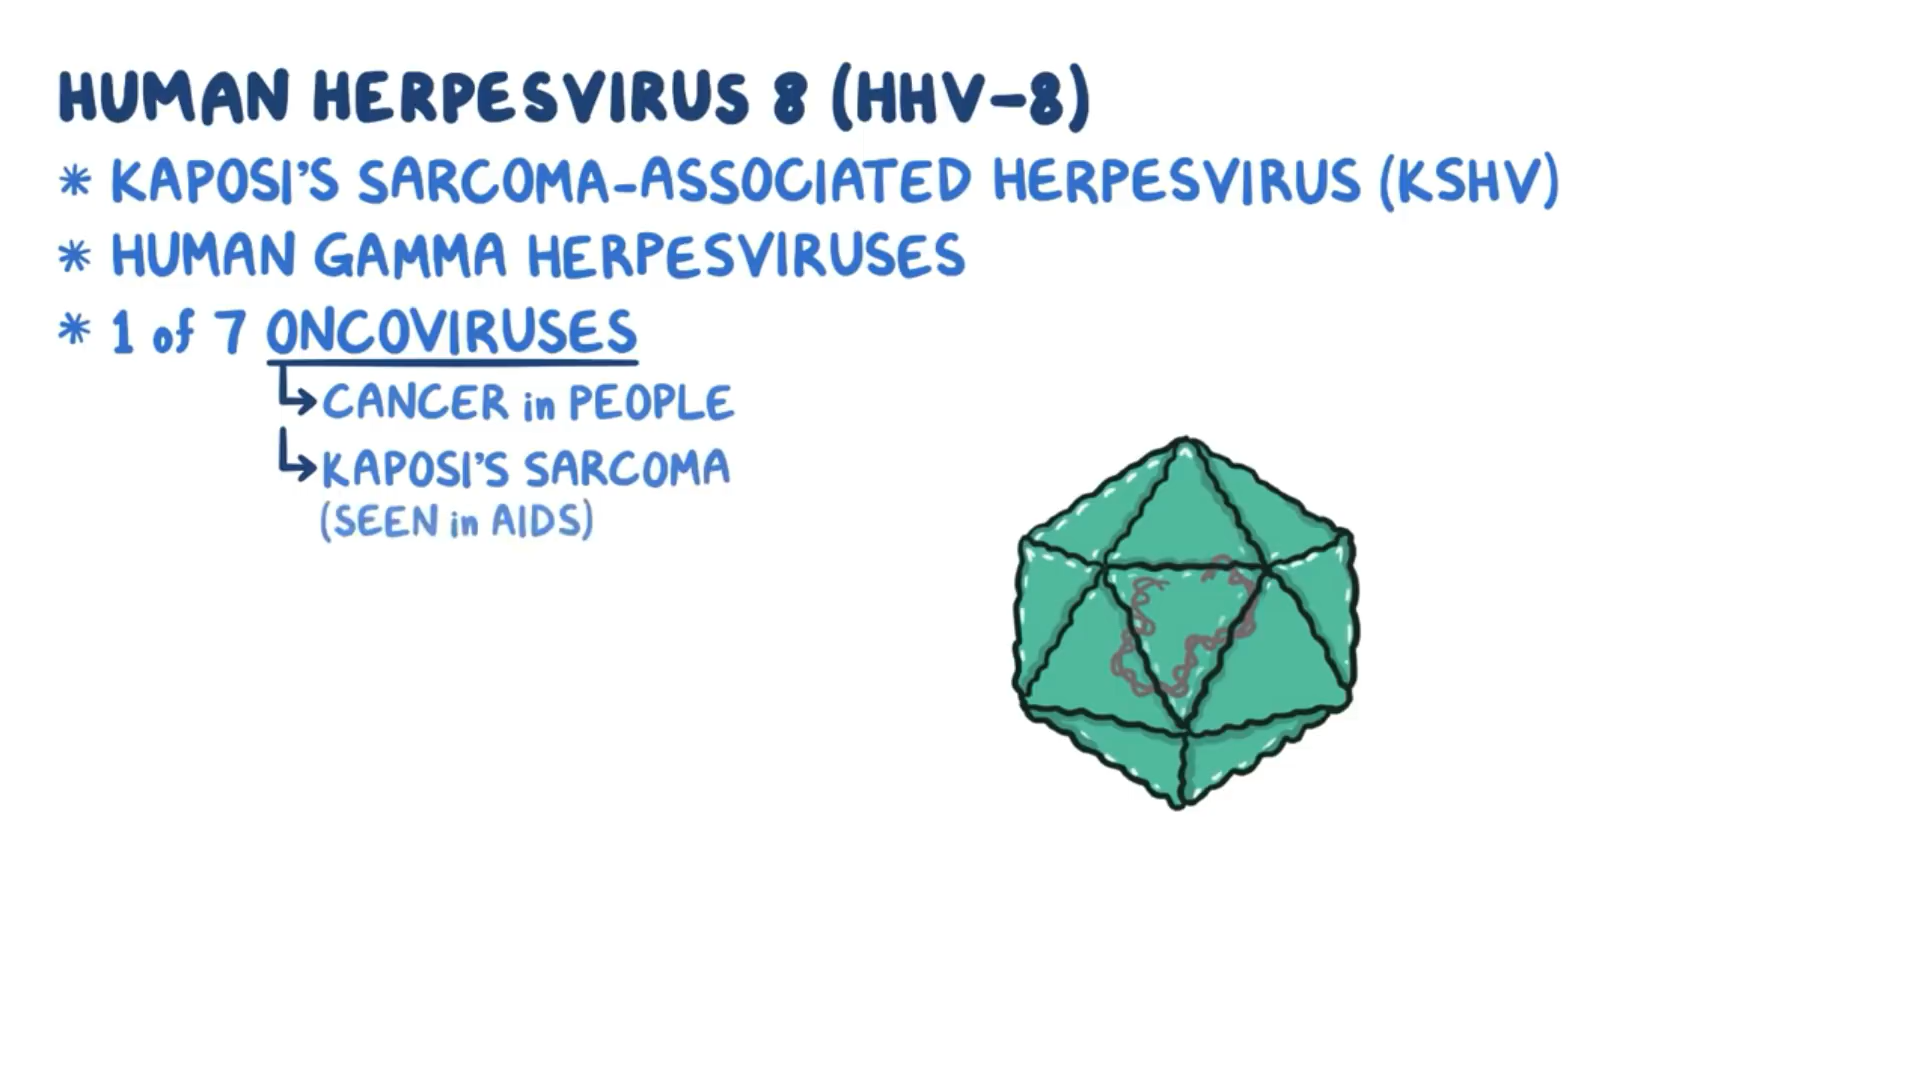 HUMAN HERPESVIRUS 8 (HHV-8)
* KAPOSI'S SARCOMA-ASSOCIATED HERPESVIRUS (KSHV)
* HUMAN GAMMA HERPESVIRUSES
* 1 of 7 ONCOVIRUSES
↳ CANCER in PEOPLE
↳ KAPOSI'S SARCOMA
(SEEN in AIDS)